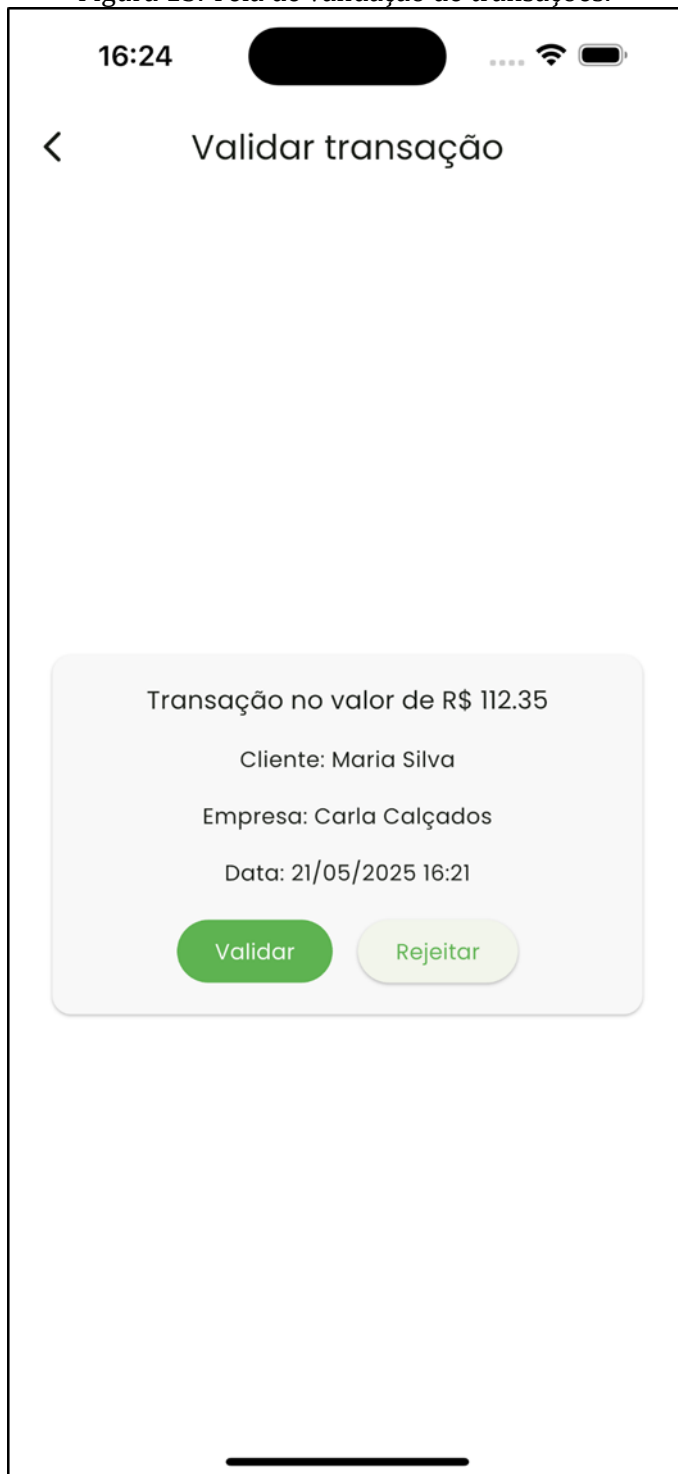 16:24
Validar transação
Transação no valor de R$ 112.35
Cliente: Maria Silva
Empresa: Carla Calçados
Data: 21/05/2025 16:21
Validar Rejeitar